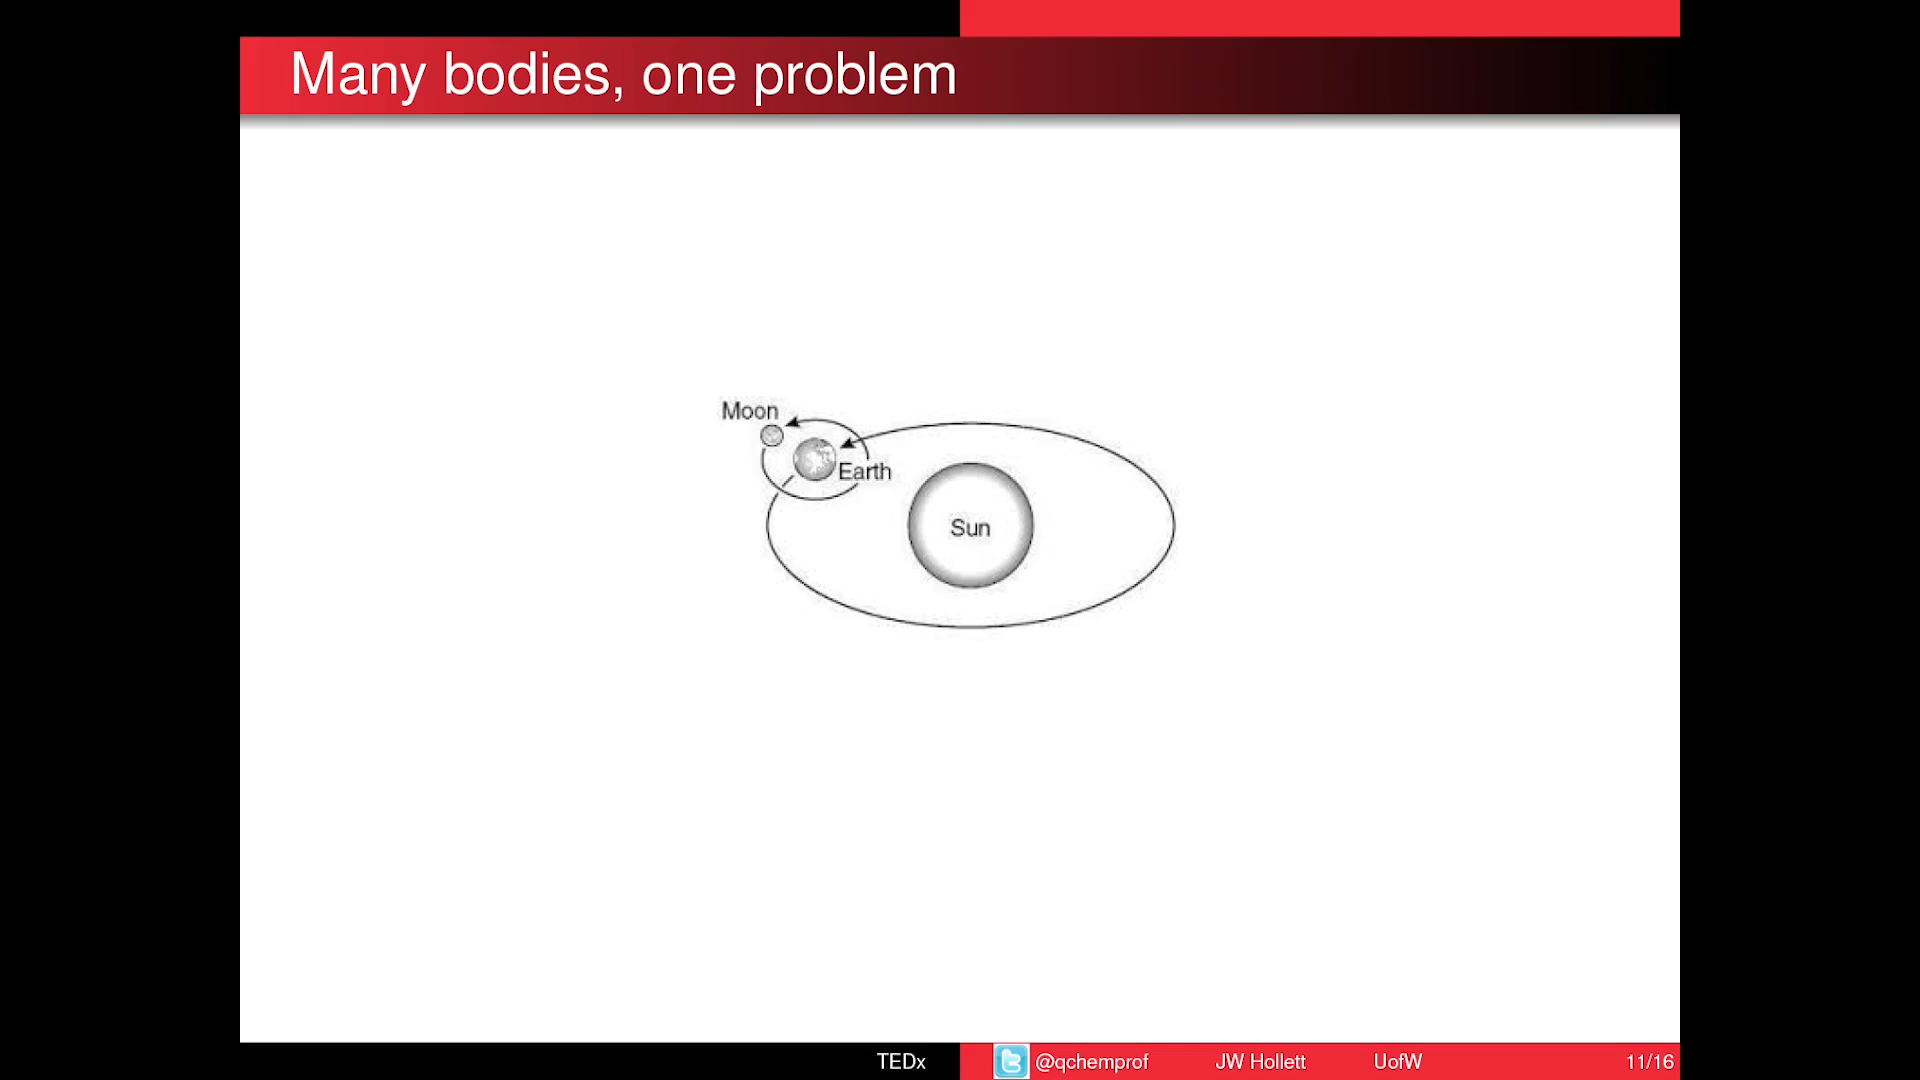 Many bodies, one problem
Moon
Earth
Sun
TEDx
@qchemprof JW Hollett UofW 11/16